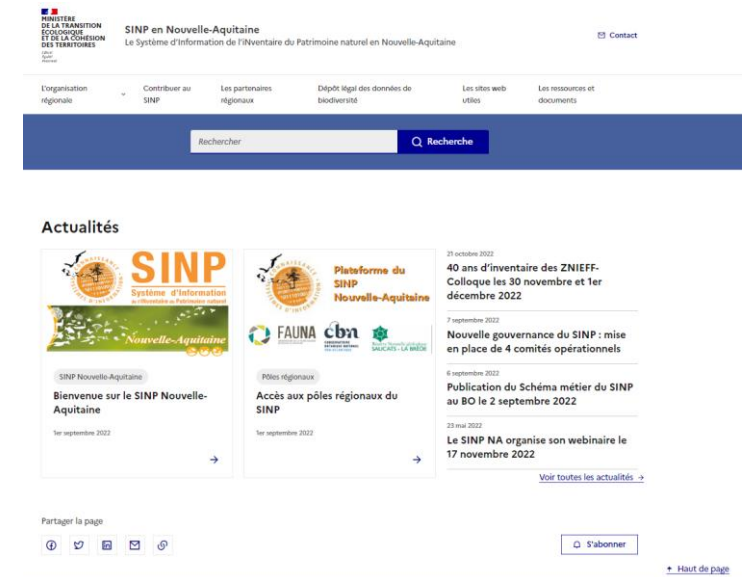 MINISTÈRE
DE LA TRANSITION
ÉCOLOGIQUE
ET DE LA COHÉSION
DES TERRITOIRES
SINP en Nouvelle-Aquitaine
Le Système d'Information de l'iNventaire du Patrimoine naturel en Nouvelle-Aquitaine
Contact
L'organisation
régionale
Contribuer au
SINP
Les partenaires
régionaux
Dépôt légal des données de
biodiversité
Les sites web
utiles
Les ressources et
documents
Rechercher
Recherche
Actualités
SINP
Système d'Information
Nouvelle-Aquitaine
SINP Nouvelle-Aquitaine
Bienvenue sur le SINP Nouvelle-
Aquitaine
1er septembre 2022
Plateforme du
SINP
Nouvelle-Aquitaine
FAUNA
cbn
SAUCATS - LA BRÈDE
Pôles régionaux
Accès aux pôles régionaux du
SINP
1er septembre 2022
21 octobre 2022
40 ans d'inventaire des ZNIEFF-
Colloque les 30 novembre et 1er
décembre 2022
7 septembre 2022
Nouvelle gouvernance du SINP : mise
en place de 4 comités opérationnels
6 septembre 2022
Publication du Schéma métier du SINP
au BO le 2 septembre 2022
23 mai 2022
Le SINP NA organise son webinaire le
17 novembre 2022
Voir toutes les actualités
Partager la page
S'abonner
Haut de page